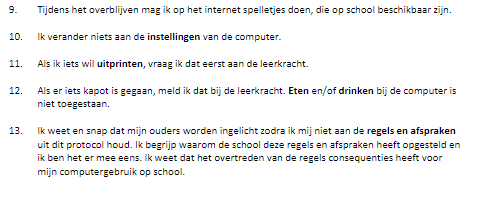 9. Tijdens het overblijven mag ik op het internet spelletjes doen, die op school beschikbaar zijn.
10. Ik verander niets aan de instellingen van de computer.
11. Als ik iets wil uitprinten, vraag ik dat eerst aan de leerkracht.
12. Als er iets kapot is gegaan, meld ik dat bij de leerkracht. Eten en/of drinken bij de computer is
niet toegestaan.
13. Ik weet en snap dat mijn ouders worden ingelicht zodra ik mij niet aan de regels en afspraken
uit dit protocol houd. Ik begrijp waarom de school deze regels en afspraken heeft opgesteld en
ik ben het er mee eens. Ik weet dat het overtreden van de regels consequenties heeft voor
mijn computergebruik op school.